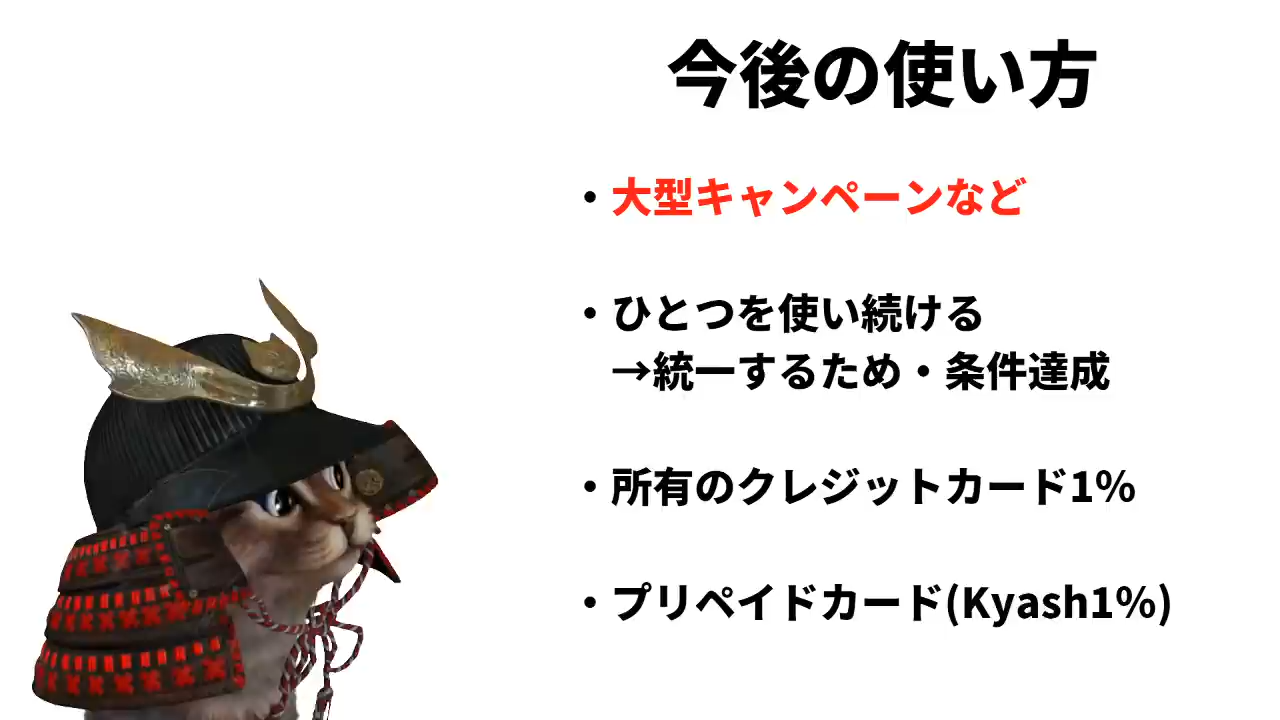 今後の使い方
・大型キャンペーンなど
・ひとつを使い続ける
→統一するため・条件達成
・所有のクレジットカード1%
・プリペイドカード(Kyash1%)